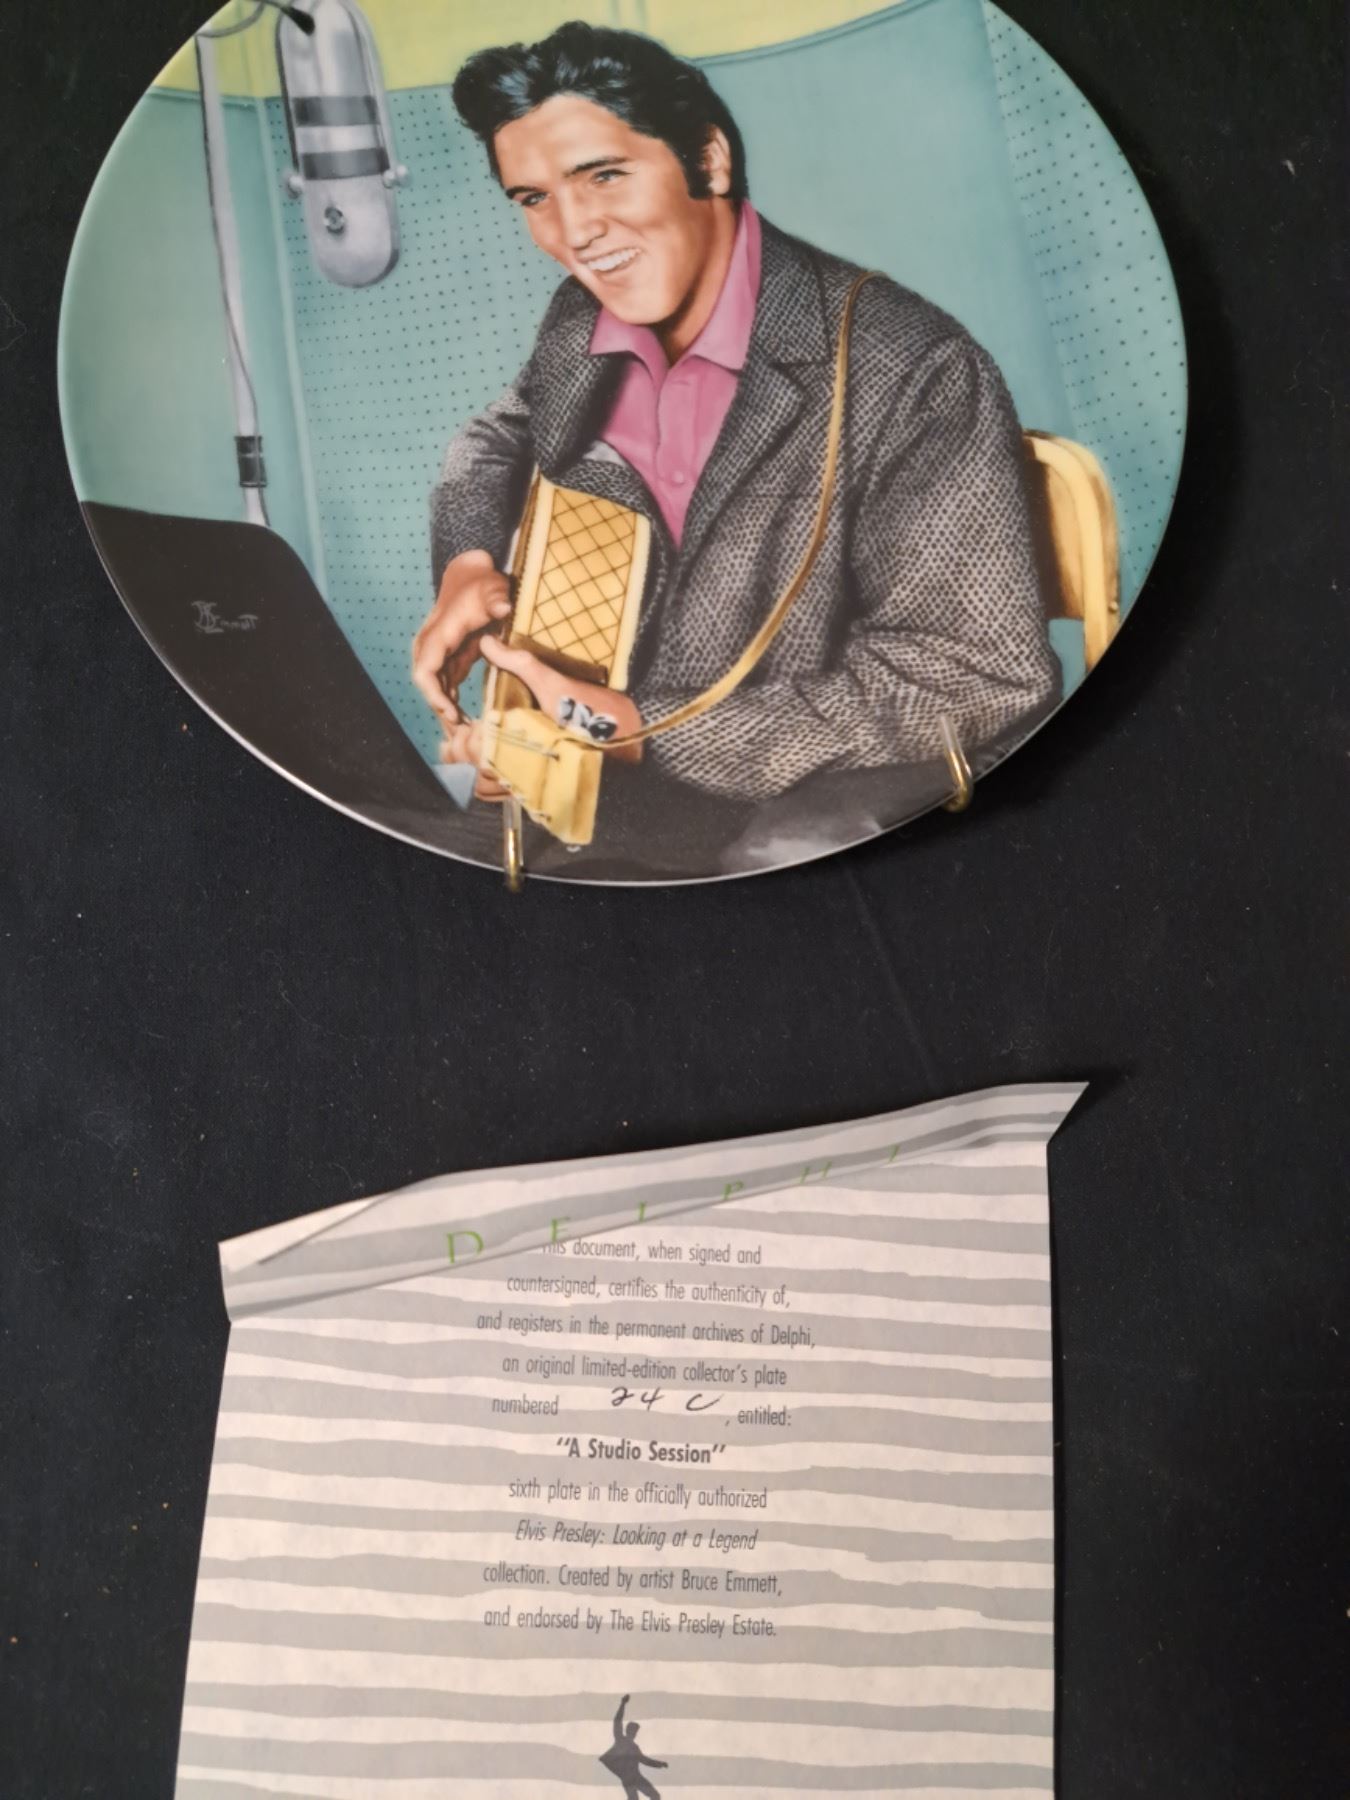 BEmmett
DELPHI
This document, when signed and
countersigned, certifies the authenticity of,
and registers in the permanent archives of Delphi,
an original limited-edition collector's plate
numbered 24 C, entitled:
"A Studio Session"
sixth plate in the officially authorized
Elvis Presley: Looking at a Legend
collection. Created by artist Bruce Emmett,
and endorsed by The Elvis Presley Estate.